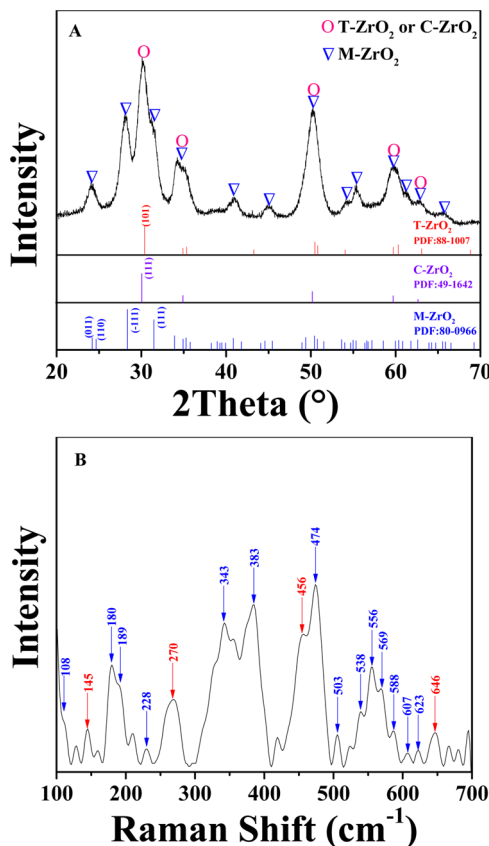 A
O T-ZrO₂ or C-ZrO₂
∇ M-ZrO₂
Intensity
(101)
T-ZrO₂
PDF:88-1007
(111)
C-ZrO₂
PDF:49-1642
(011)
(110)
(-111)
(111)
M-ZrO₂
PDF:80-0966
20 30 40 50 60 70
2Theta (°)
B
Intensity
108
145
180
189
228
270
343
383
456
474
503
538
556
569
588
607
623
646
100 200 300 400 500 600 700
Raman Shift (cm⁻¹)